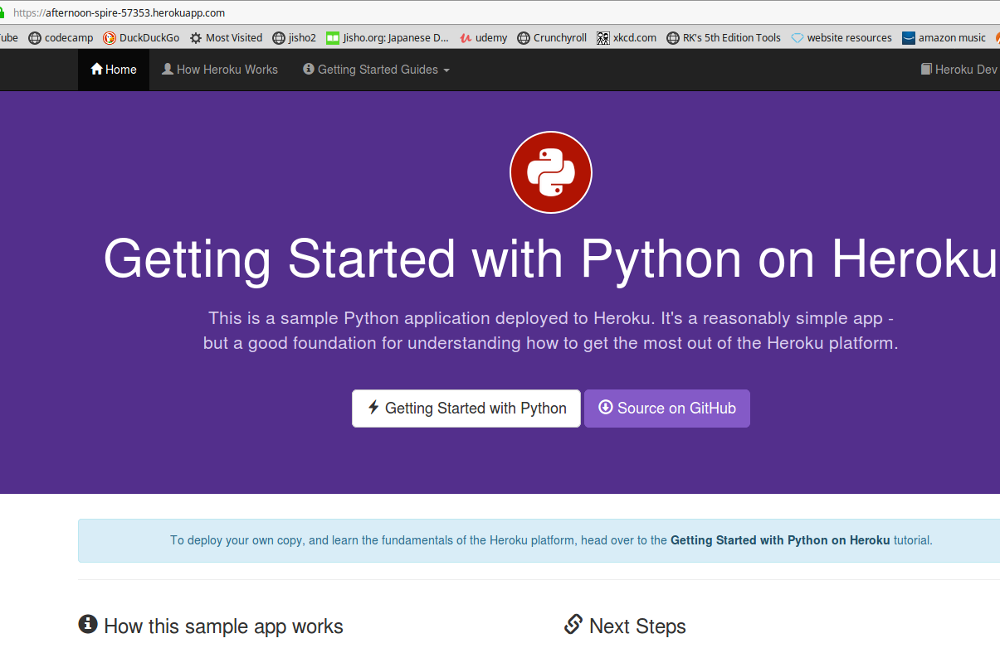 https://afternoon-spire-57353.herokuapp.com
ube codecamp DuckDuckGo Most Visited jisho2 Jisho.org: Japanese D... udemy Crunchyroll xkcd.com RK's 5th Edition Tools website resources amazon music
Home How Heroku Works Getting Started Guides Heroku Dev
Getting Started with Python on Heroku
This is a sample Python application deployed to Heroku. It's a reasonably simple app -
but a good foundation for understanding how to get the most out of the Heroku platform.
Getting Started with Python Source on GitHub
To deploy your own copy, and learn the fundamentals of the Heroku platform, head over to the Getting Started with Python on Heroku tutorial.
How this sample app works Next Steps